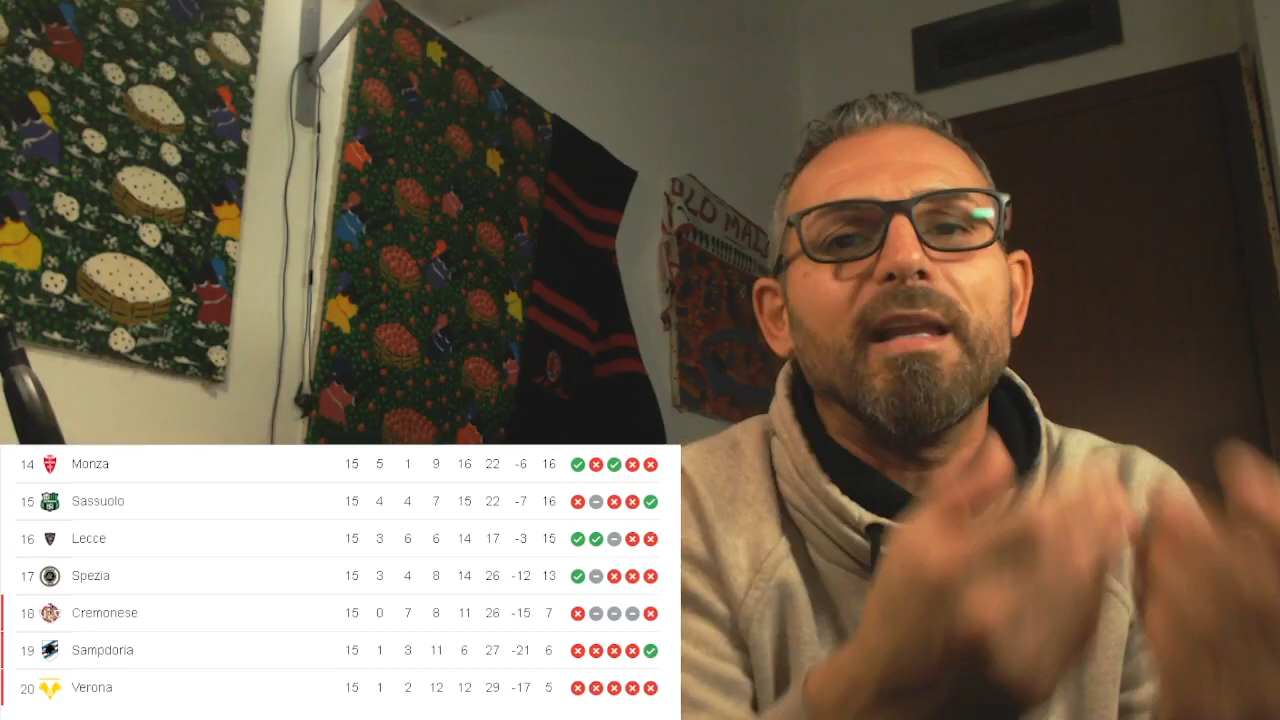 OLO MALD
14 Monza 15 5 1 9 16 22 -6 16
15 Sassuolo 15 4 4 7 15 22 -7 16
16 Lecce 15 3 6 6 14 17 -3 15
17 Spezia 15 3 4 8 14 26 -12 13
18 Cremonese 15 0 7 8 11 26 -15 7
19 Sampdoria 15 1 3 11 6 27 -21 6
20 Verona 15 1 2 12 12 29 -17 5